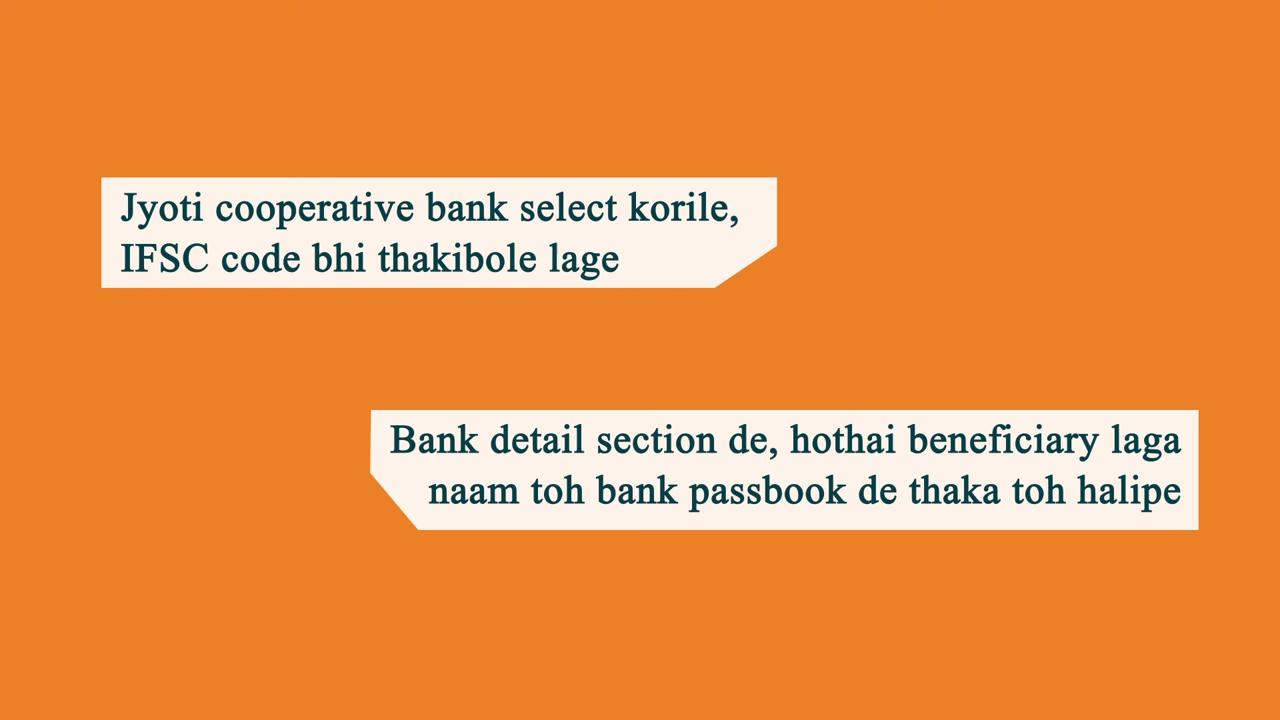 Jyoti cooperative bank select korile,
IFSC code bhi thakibole lage
Bank detail section de, hothai beneficiary laga
naam toh bank passbook de thaka toh halipe